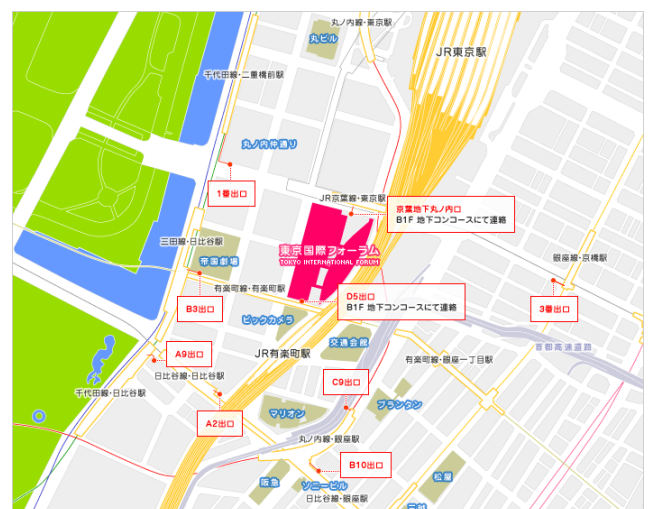 丸ノ内線・東京駅
丸ビル
JR東京駅
千代田線・二重橋前駅
丸ノ内仲通り
1番出口
JR京葉線・東京駅
京葉地下丸ノ内口
B1F 地下コンコースにて連絡
三田線・日比谷駅
東京国際フォーラム
TOKYO INTERNATIONAL FORUM
帝国劇場
銀座線・京橋駅
有楽町線・有楽町駅
D5出口
B1F 地下コンコースにて連絡
B3出口
3番出口
ビックカメラ
交通会館
首都高速道路
A9出口
JR有楽町駅
有楽町線・銀座一丁目駅
日比谷線・日比谷駅
C9出口
千代田線・日比谷駅
プランタン
マリオン
A2出口
丸ノ内線・銀座駅
B10出口
阪急
ソニービル
松屋
日比谷線・銀座駅